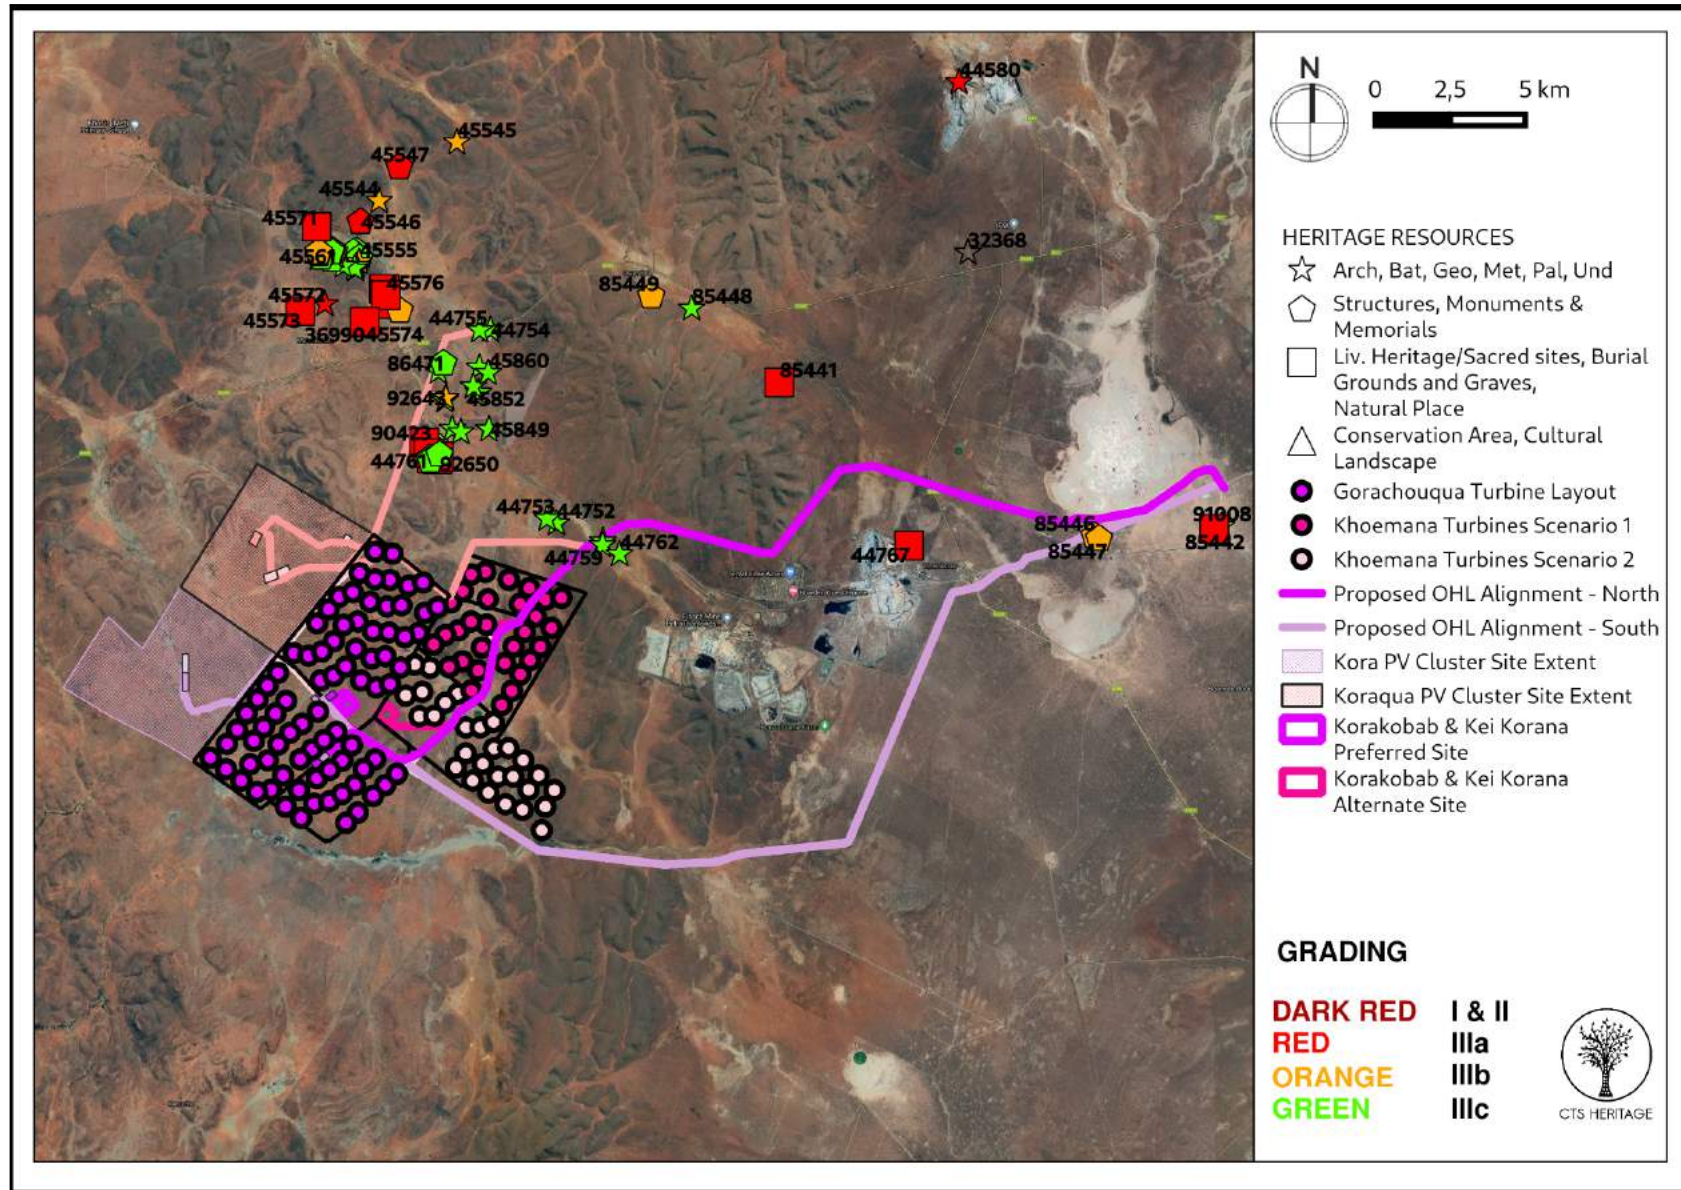 44580
45545
45547
45544
45571
45546
45555
45561
45576
45572
45573
36990
45574
32368
85449
85448
44755
44754
86471
45860
92642
45852
85441
90423
45849
44761
92650
44753
44752
44762
44759
85446
85447
44767
91008
85442
N
0 2,5 5 km
HERITAGE RESOURCES
Arch, Bat, Geo, Met, Pal, Und
Structures, Monuments &
Memorials
Liv. Heritage/Sacred sites, Burial
Grounds and Graves,
Natural Place
Conservation Area, Cultural
Landscape
Gorachouqua Turbine Layout
Khoemana Turbines Scenario 1
Khoemana Turbines Scenario 2
Proposed OHL Alignment - North
Proposed OHL Alignment - South
Kora PV Cluster Site Extent
Koraqua PV Cluster Site Extent
Korakobab & Kei Korana
Preferred Site
Korakobab & Kei Korana
Alternate Site
GRADING
DARK RED I & II
RED IIIa
ORANGE IIIb
GREEN IIIc
CTS HERITAGE